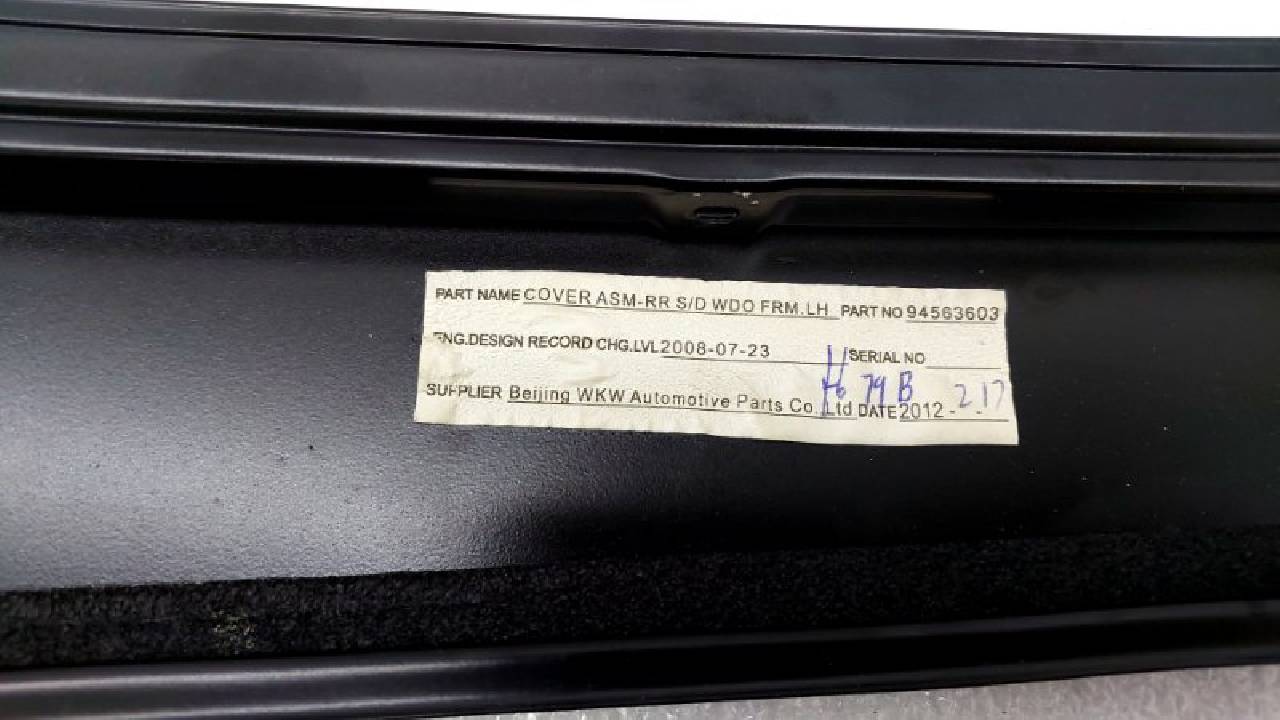 PART NAME COVER ASM-RR S/D WDO FRM.LH PART NO 94563603
ENG.DESIGN RECORD CHG.LVL 2008-07-23 SERIAL NO
79B
SUPPLIER Beijing WKW Automotive Parts Co. Ltd DATE 2012 - 2 - 17